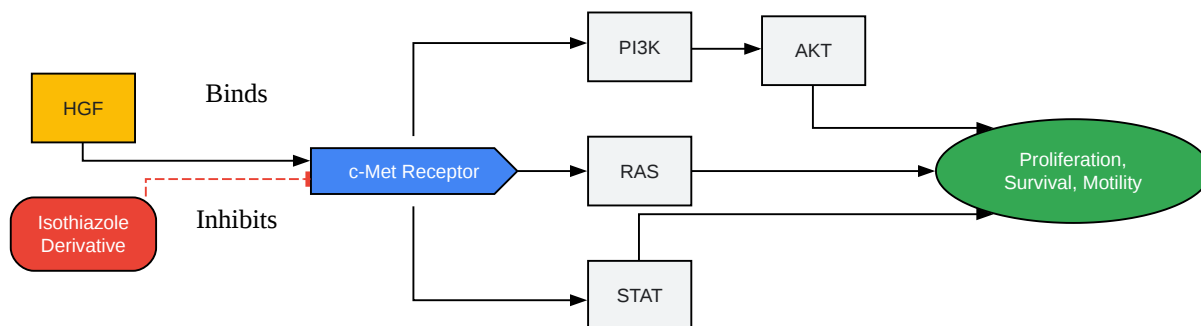 PI3K
AKT
HGF
Binds
c-Met Receptor
RAS
Proliferation,
Survival, Motility
Isothiazole
Derivative
Inhibits
STAT